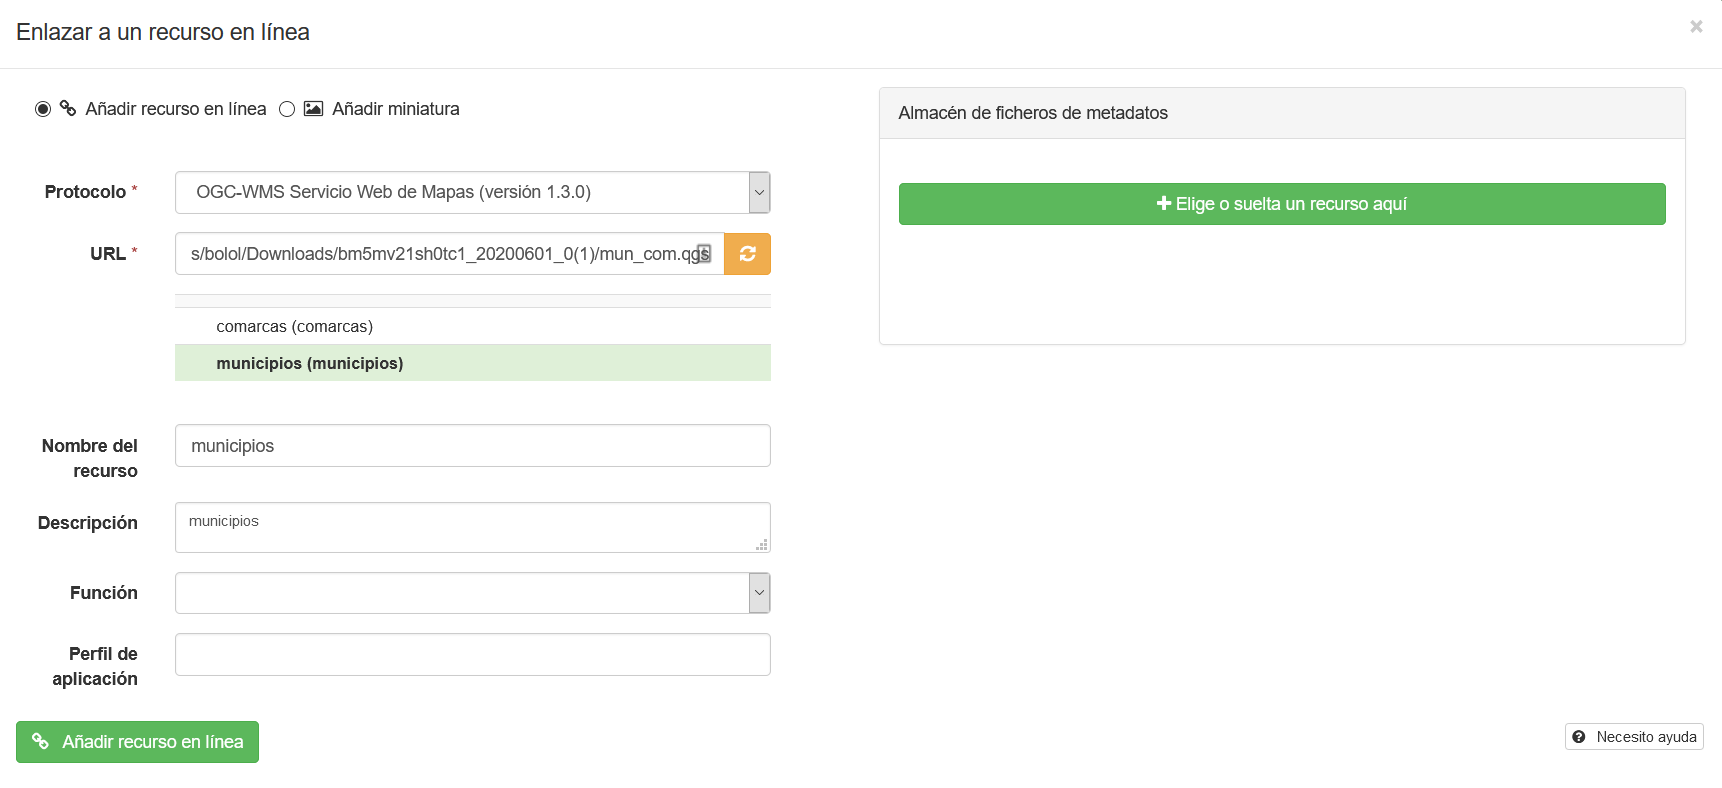 Enlazar a un recurso en línea
×
Añadir recurso en línea Añadir miniatura
Protocolo *
OGC-WMS Servicio Web de Mapas (versión 1.3.0)
URL *
s/bolol/Downloads/bm5mv21sh0tc1_20200601_0(1)/mun_com.qgs
comarcas (comarcas)
municipios (municipios)
Nombre del
recurso
municipios
Descripción
municipios
Función
Perfil de
aplicación
Añadir recurso en línea
Almacén de ficheros de metadatos
Elige o suelta un recurso aquí
Necesito ayuda